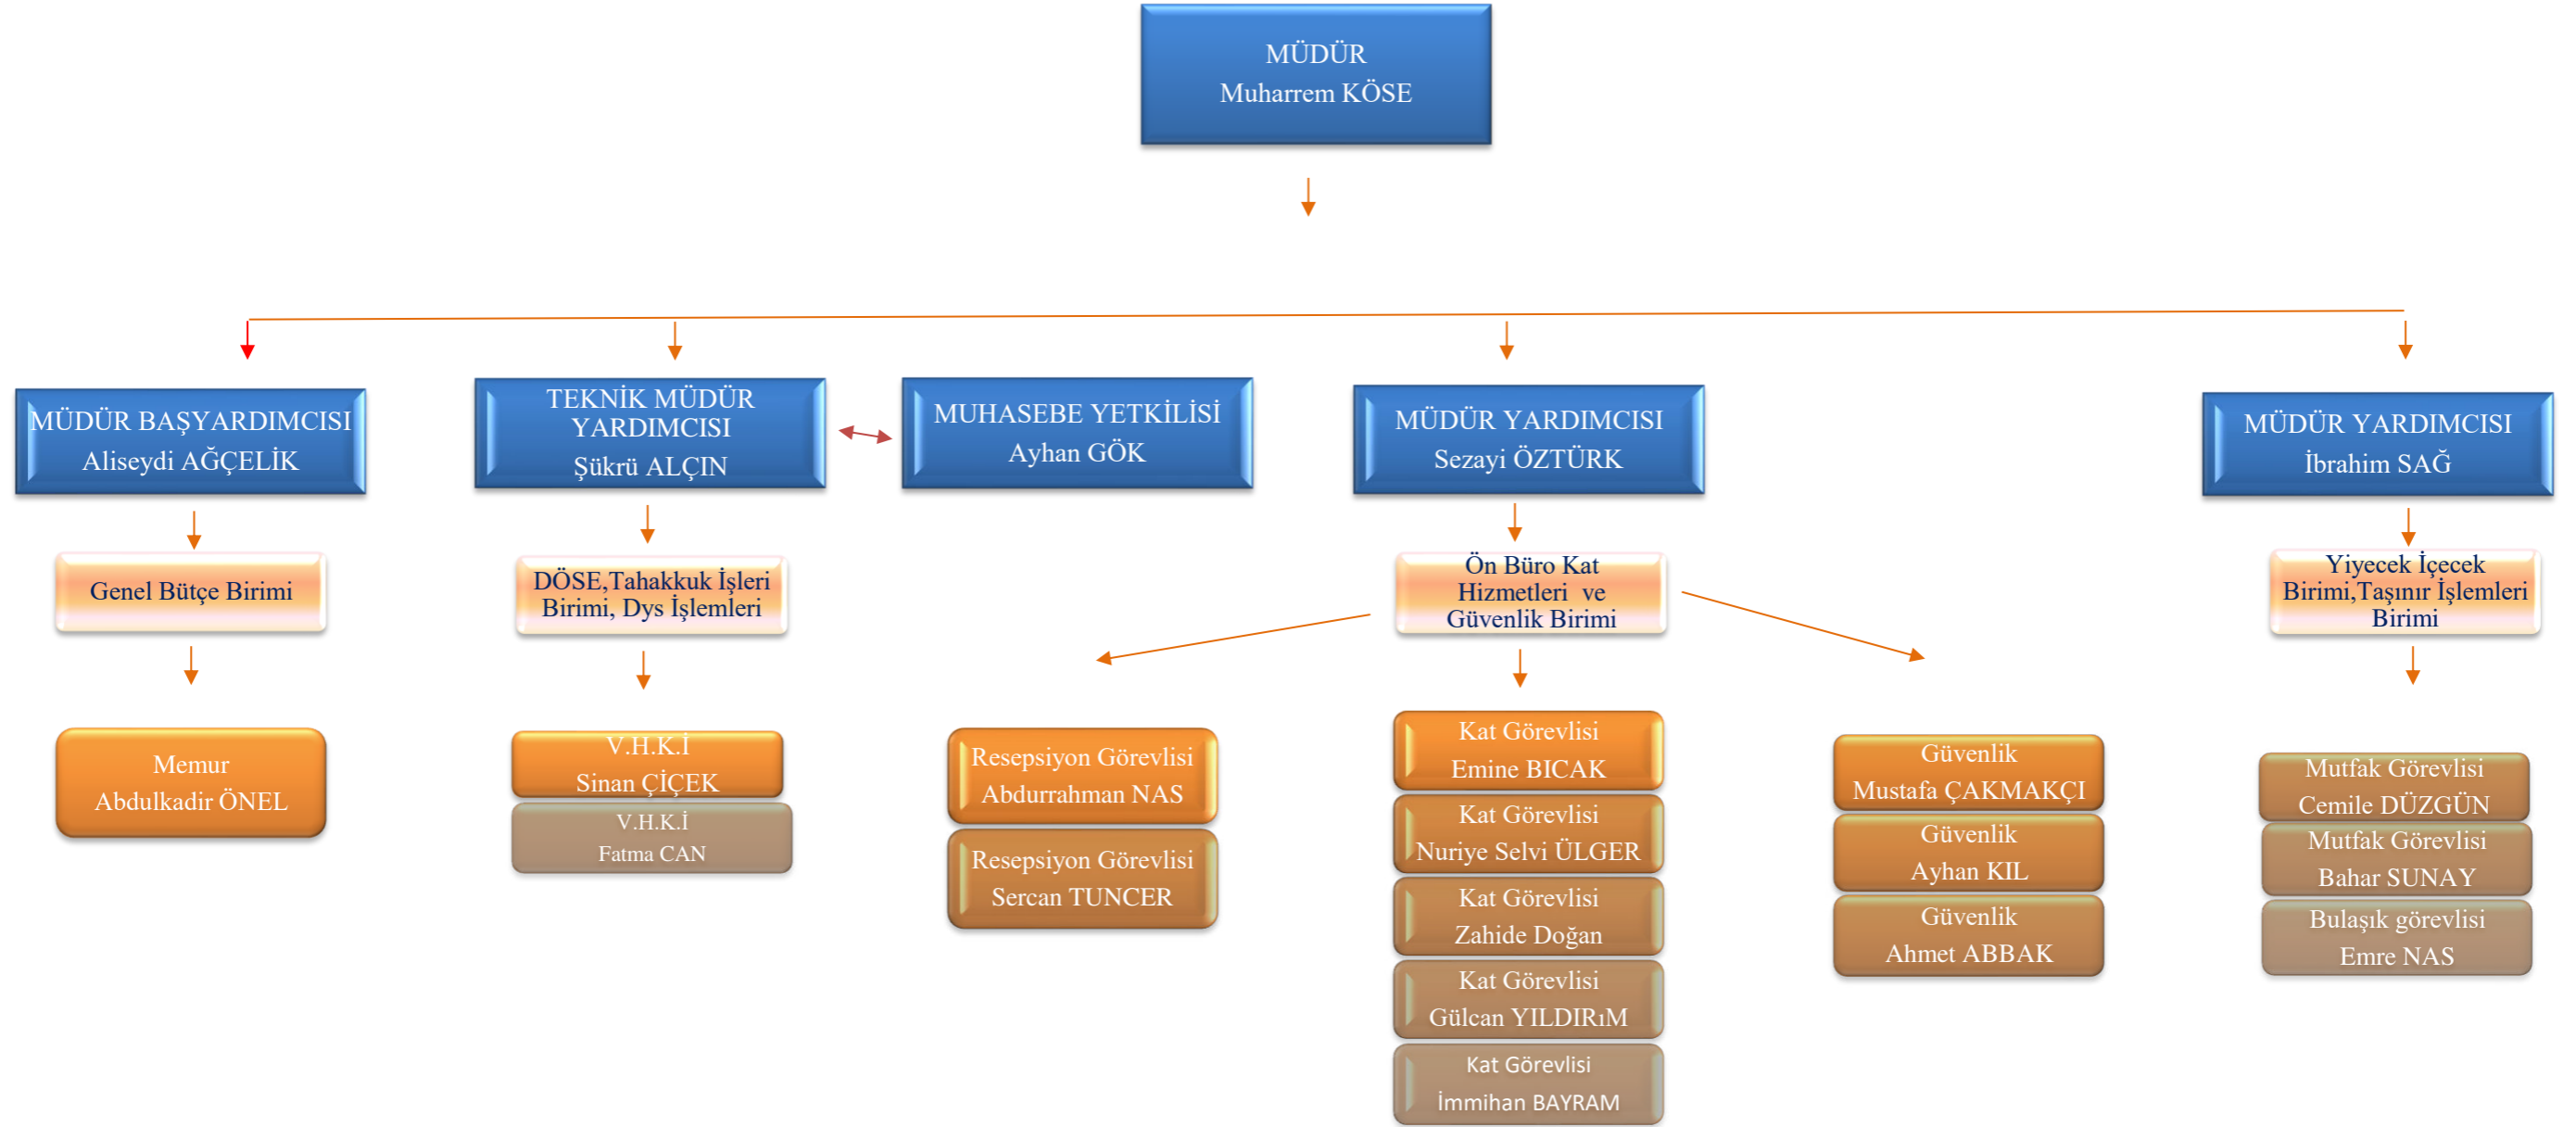 MÜDÜR
Muharrem KÖSE
MÜDÜR BAŞYARDIMCISI
Aliseydi AĞÇELİK
TEKNİK MÜDÜR
YARDIMCISI
Şükrü ALÇIN
MUHASEBE YETKİLİSİ
Ayhan GÖK
MÜDÜR YARDIMCISI
Sezayi ÖZTÜRK
MÜDÜR YARDIMCISI
İbrahim SAĞ
Genel Bütçe Birimi
DÖSE,Tahakkuk İşleri
Birimi, Dys İşlemleri
Ön Büro Kat
Hizmetleri ve
Güvenlik Birimi
Yiyecek İçecek
Birimi,Taşınır İşlemleri
Birimi
Memur
Abdulkadir ÖNEL
V.H.K.İ
Sinan ÇİÇEK
V.H.K.İ
Fatma CAN
Resepsiyon Görevlisi
Abdurrahman NAS
Resepsiyon Görevlisi
Sercan TUNCER
Kat Görevlisi
Emine BICAK
Kat Görevlisi
Nuriye Selvi ÜLGER
Kat Görevlisi
Zahide Doğan
Kat Görevlisi
Gülcan YILDIRıM
Kat Görevlisi
İmmihan BAYRAM
Güvenlik
Mustafa ÇAKMAKÇI
Güvenlik
Ayhan KIL
Güvenlik
Ahmet ABBAK
Mutfak Görevlisi
Cemile DÜZGÜN
Mutfak Görevlisi
Bahar SUNAY
Bulaşık görevlisi
Emre NAS